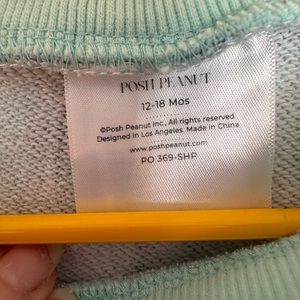 POSH PEANUT
12-18 Mos
©Posh Peanut Inc, All rights reserved
Designed in Los Angeles. Made in China
www.poshpeanut.com
PO 369-SHP